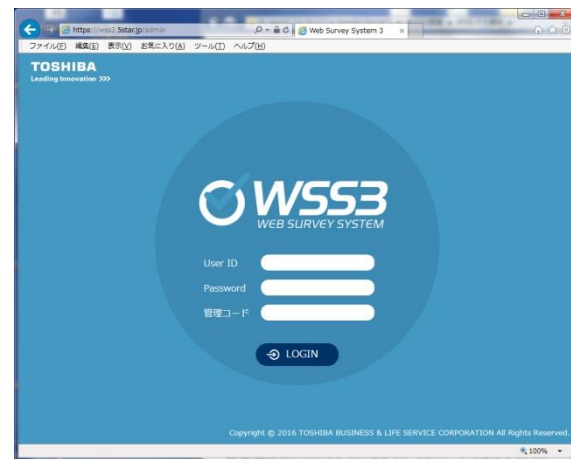 https://wss3.5star.jp/admin
Web Survey System 3
ファイル(F) 編集(E) 表示(V) お気に入り(A) ツール(T) ヘルプ(H)
TOSHIBA
Leading Innovation >>>
WSS3
WEB SURVEY SYSTEM
User ID
Password
管理コード
LOGIN
Copyright © 2016 TOSHIBA BUSINESS & LIFE SERVICE CORPORATION All Rights Reserved.
100%